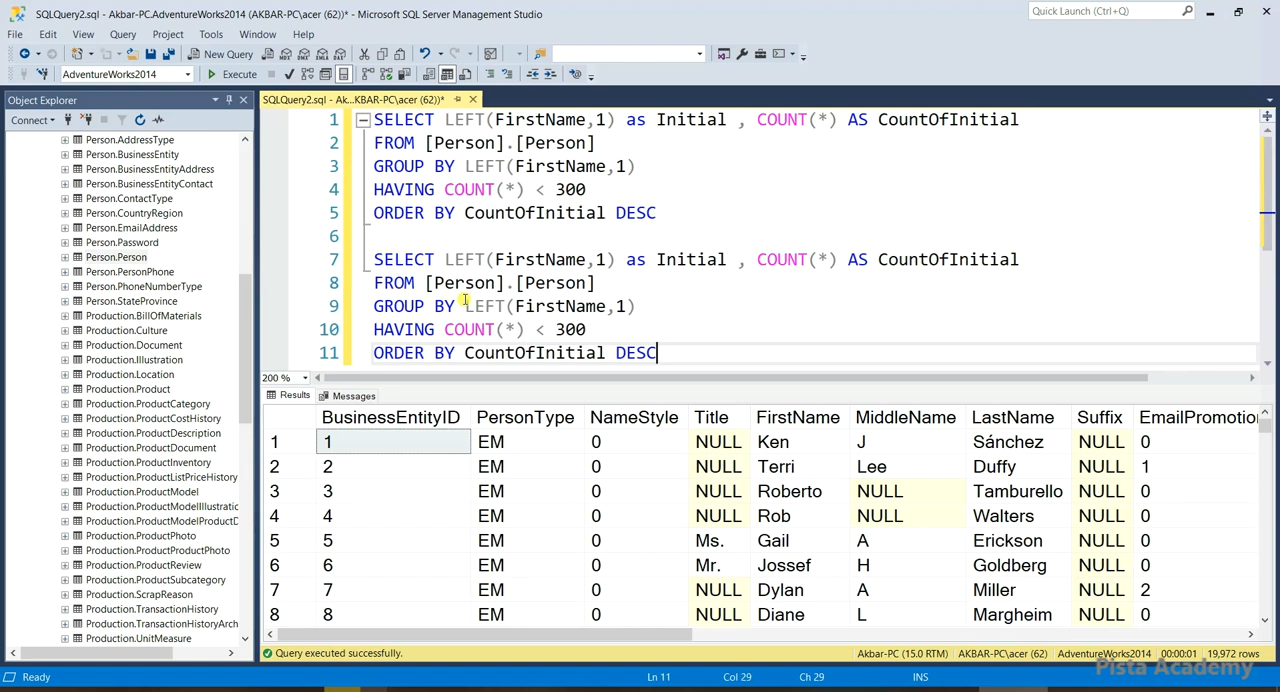 SQLQuery2.sql - Akbar-PC.AdventureWorks2014 (AKBAR-PC\acer (62))* - Microsoft SQL Server Management Studio
Quick Launch (Ctrl+Q)
File Edit View Query Project Tools Window Help
New Query
AdventureWorks2014 Execute
Object Explorer
SQLQuery2.sql - Ak...KBAR-PC\acer (62))*
Connect
Person.AddressType
Person.BusinessEntity
Person.BusinessEntityAddress
Person.BusinessEntityContact
Person.ContactType
Person.CountryRegion
Person.EmailAddress
Person.Password
Person.Person
Person.PersonPhone
Person.PhoneNumberType
Person.StateProvince
Production.BillOfMaterials
Production.Culture
Production.Document
Production.Illustration
Production.Location
Production.Product
Production.ProductCategory
Production.ProductCostHistory
Production.ProductDescription
Production.ProductDocument
Production.ProductInventory
Production.ProductListPriceHistory
Production.ProductModel
Production.ProductModelIllustratic
Production.ProductModelProductD
Production.ProductPhoto
Production.ProductProductPhoto
Production.ProductReview
Production.ProductSubcategory
Production.ScrapReason
Production.TransactionHistory
Production.TransactionHistoryArch
Production.UnitMeasure
1 SELECT LEFT(FirstName,1) as Initial , COUNT(*) AS CountOfInitial
2 FROM [Person].[Person]
3 GROUP BY LEFT(FirstName,1)
4 HAVING COUNT(*) < 300
5 ORDER BY CountOfInitial DESC
6
7 SELECT LEFT(FirstName,1) as Initial , COUNT(*) AS CountOfInitial
8 FROM [Person].[Person]
9 GROUP BY LEFT(FirstName,1)
10 HAVING COUNT(*) < 300
11 ORDER BY CountOfInitial DESC
200 %
Results Messages
BusinessEntityID PersonType NameStyle Title FirstName MiddleName LastName Suffix EmailPromotion
1 1 EM 0 NULL Ken J Sánchez NULL 0
2 2 EM 0 NULL Terri Lee Duffy NULL 1
3 3 EM 0 NULL Roberto NULL Tamburello NULL 0
4 4 EM 0 NULL Rob NULL Walters NULL 0
5 5 EM 0 Ms. Gail A Erickson NULL 0
6 6 EM 0 Mr. Jossef H Goldberg NULL 0
7 7 EM 0 NULL Dylan A Miller NULL 2
8 8 EM 0 NULL Diane L Margheim NULL 0
Query executed successfully. Akbar-PC (15.0 RTM) AKBAR-PC\acer (62) AdventureWorks2014 00:00:01 19,972 rows
Pista Academy
Ready Ln 11 Col 29 Ch 29 INS